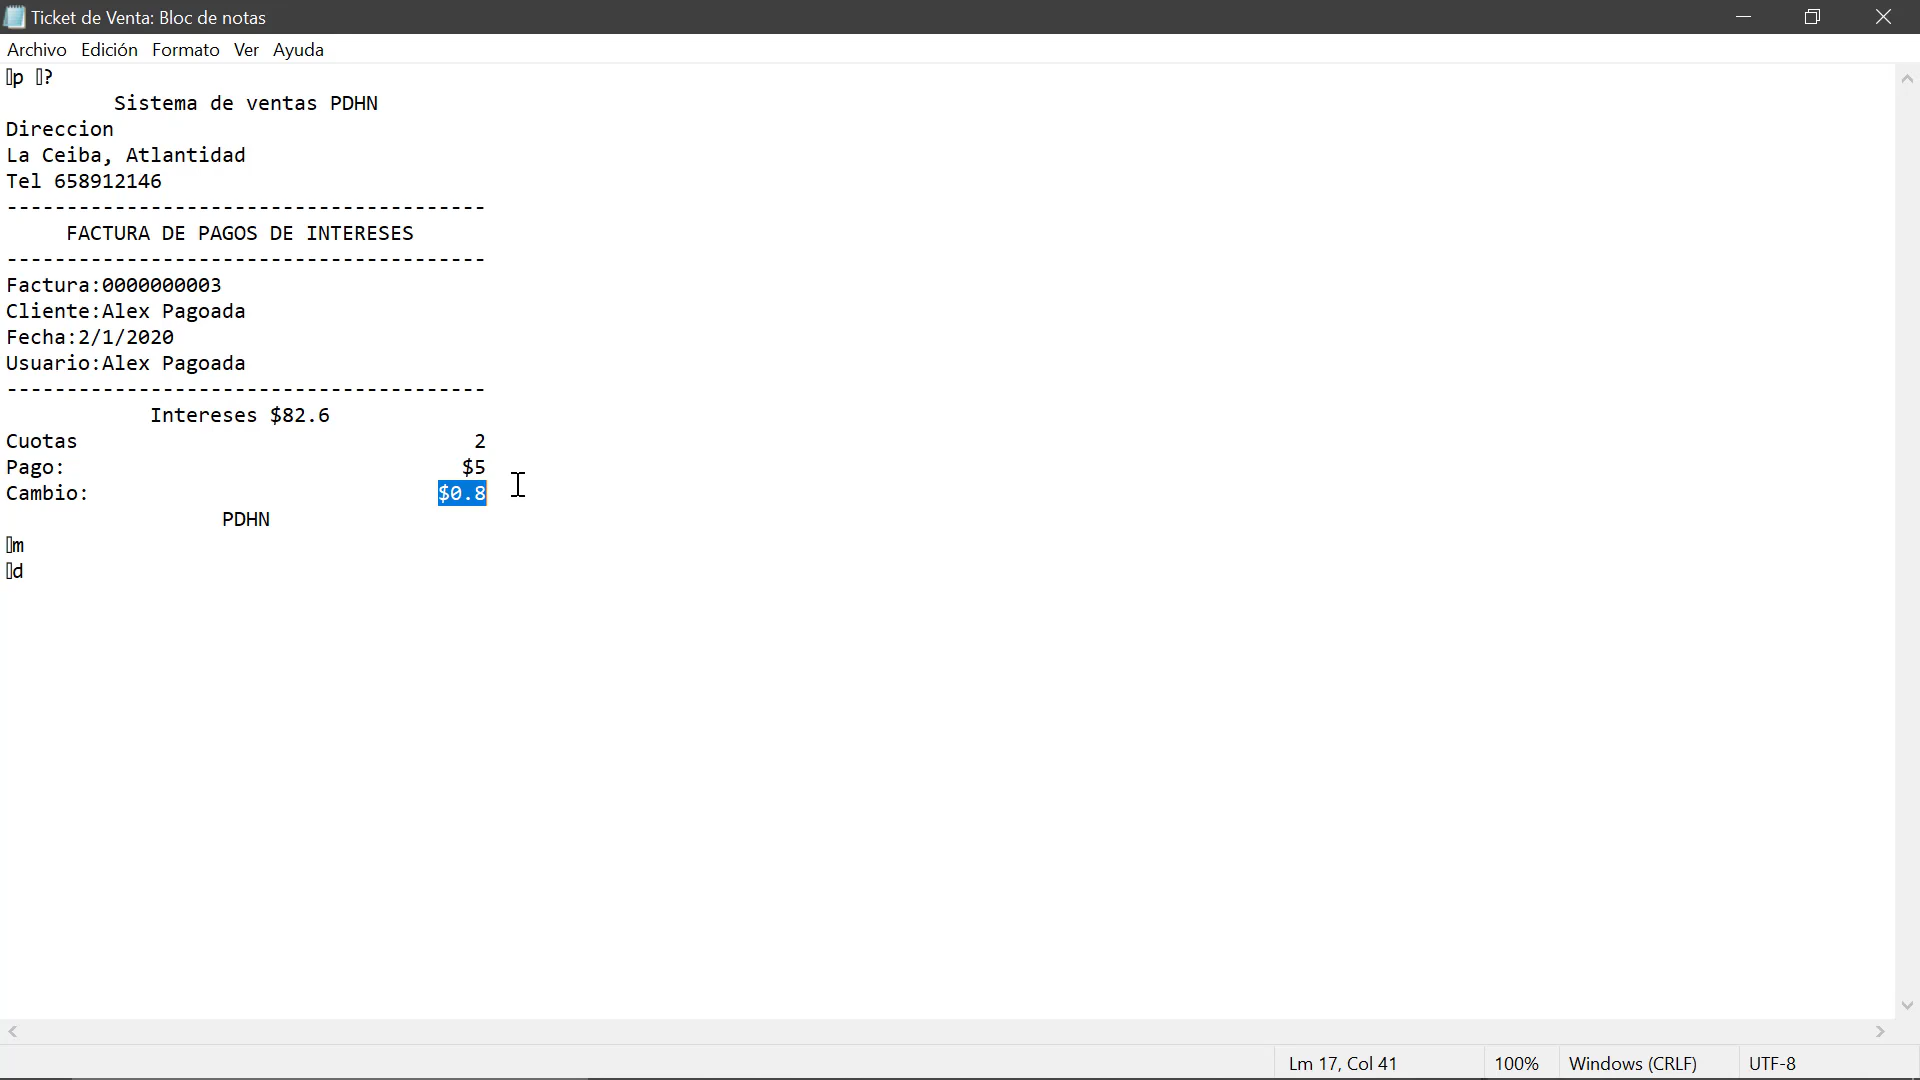 Ticket de Venta: Bloc de notas
Archivo Edición Formato Ver Ayuda
p ?
Sistema de ventas PDHN
Direccion
La Ceiba, Atlantidad
Tel 658912146
----------------------------------------
FACTURA DE PAGOS DE INTERESES
----------------------------------------
Factura:0000000003
Cliente:Alex Pagoada
Fecha:2/1/2020
Usuario:Alex Pagoada
----------------------------------------
Intereses $82.6
Cuotas 2
Pago: $5
Cambio: $0.8
PDHN
m
d
Lm 17, Col 41 100% Windows (CRLF) UTF-8